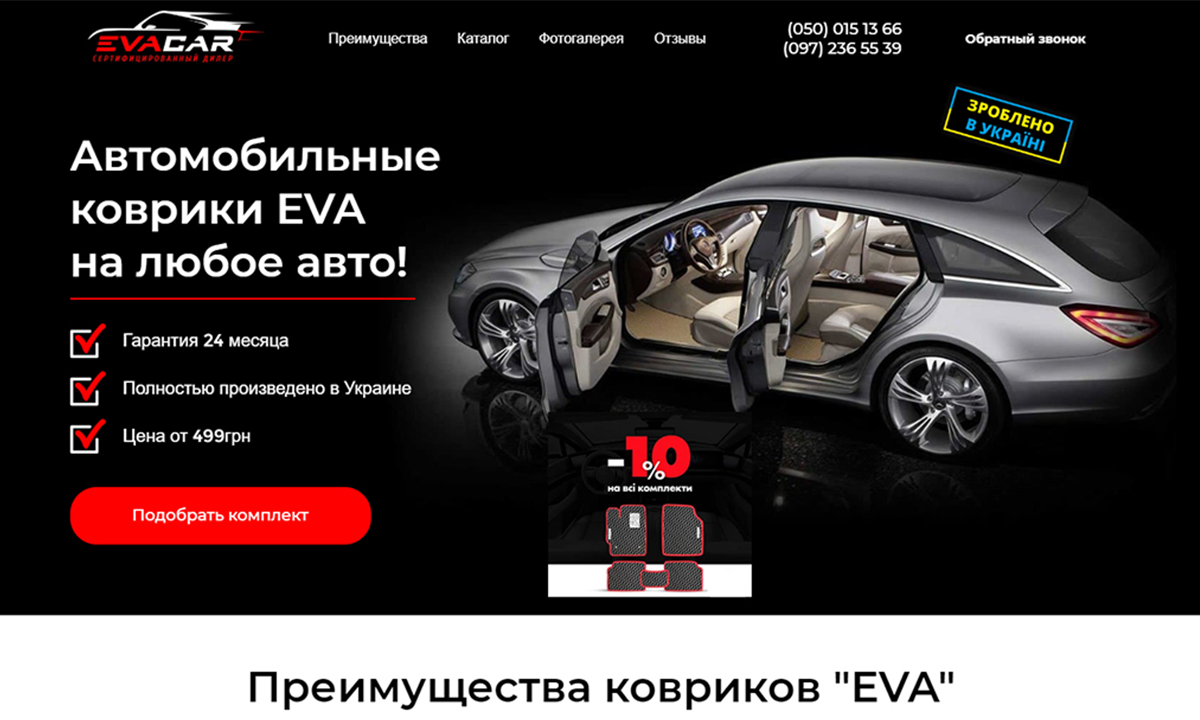 EVACAR
СЕРТИФИЦИРОВАННЫЙ ДИЛЕР
Преимущества Каталог Фотогалерея Отзывы
(050) 015 13 66
(097) 236 55 39
Обратный звонок
ЗРОБЛЕНО
В УКРАЇНІ
Автомобильные
коврики EVA
на любое авто!
Гарантия 24 месяца
Полностью произведено в Украине
Цена от 499грн
Подобрать комплект
-10%
на всі комплекти
Преимущества ковриков "EVA"